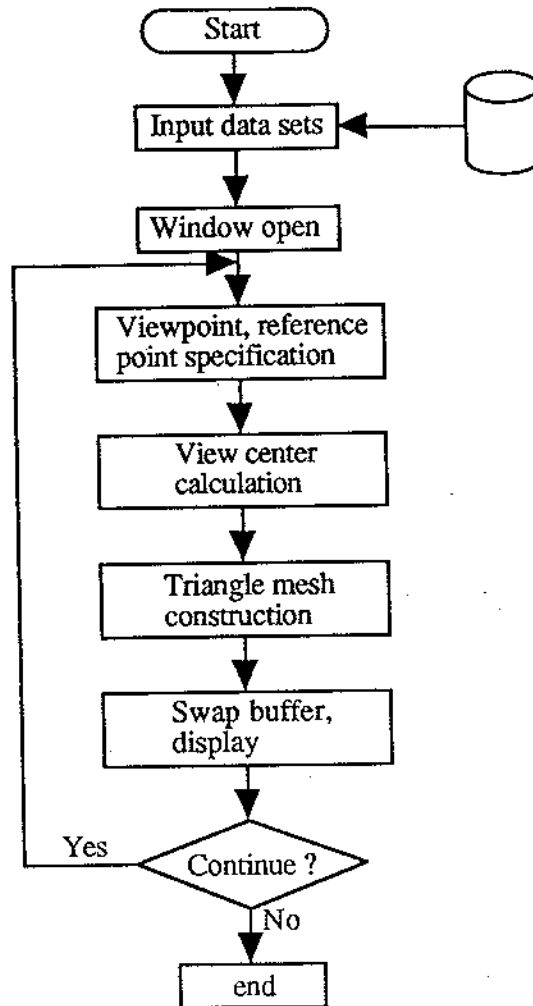 Start
Input data sets
Window open
Viewpoint, reference
point specification
View center
calculation
Triangle mesh
construction
Swap buffer,
display
Yes
Continue ?
No
end